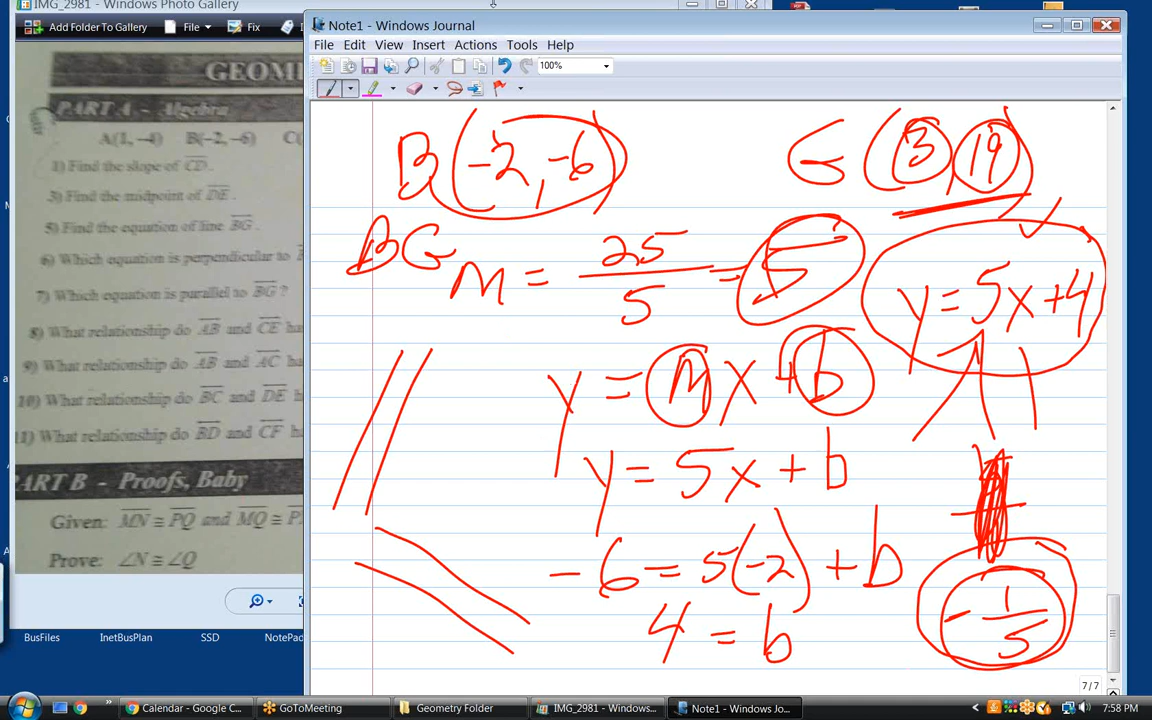 IMG_2981 - Windows Photo Gallery
Add Folder To Gallery File Fix
Note1 - Windows Journal
File Edit View Insert Actions Tools Help
100%
GEOM
PART A - Algebra
A(1, -4) B(-2, -6) C(
1) Find the slope of CD.
3) Find the midpoint of DE.
5) Find the equation of line BG.
6) Which equation is perpendicular to
7) Which equation is parallel to BG?
8) What relationship do AB and CE ha
9) What relationship do AB and AC ha
10) What relationship do BC and DE h
11) What relationship do BD and CF ha
ART B - Proofs, Baby
Given: MN ≅ PQ and MQ ≅ P
Prove: ∠N ≅ ∠Q
B (-2, -6) G (3, 19)
BG M = 25/5 = 5
y = 5x + 4
y = Mx + b
y = 5x + b
-6 = 5(-2) + b
4 = b
- 1/5
7/7
BusFiles InetBusPlan SSD NotePad
Calendar - Google C... GoToMeeting Geometry Folder IMG_2981 - Windows... Note1 - Windows Jo... 7:58 PM